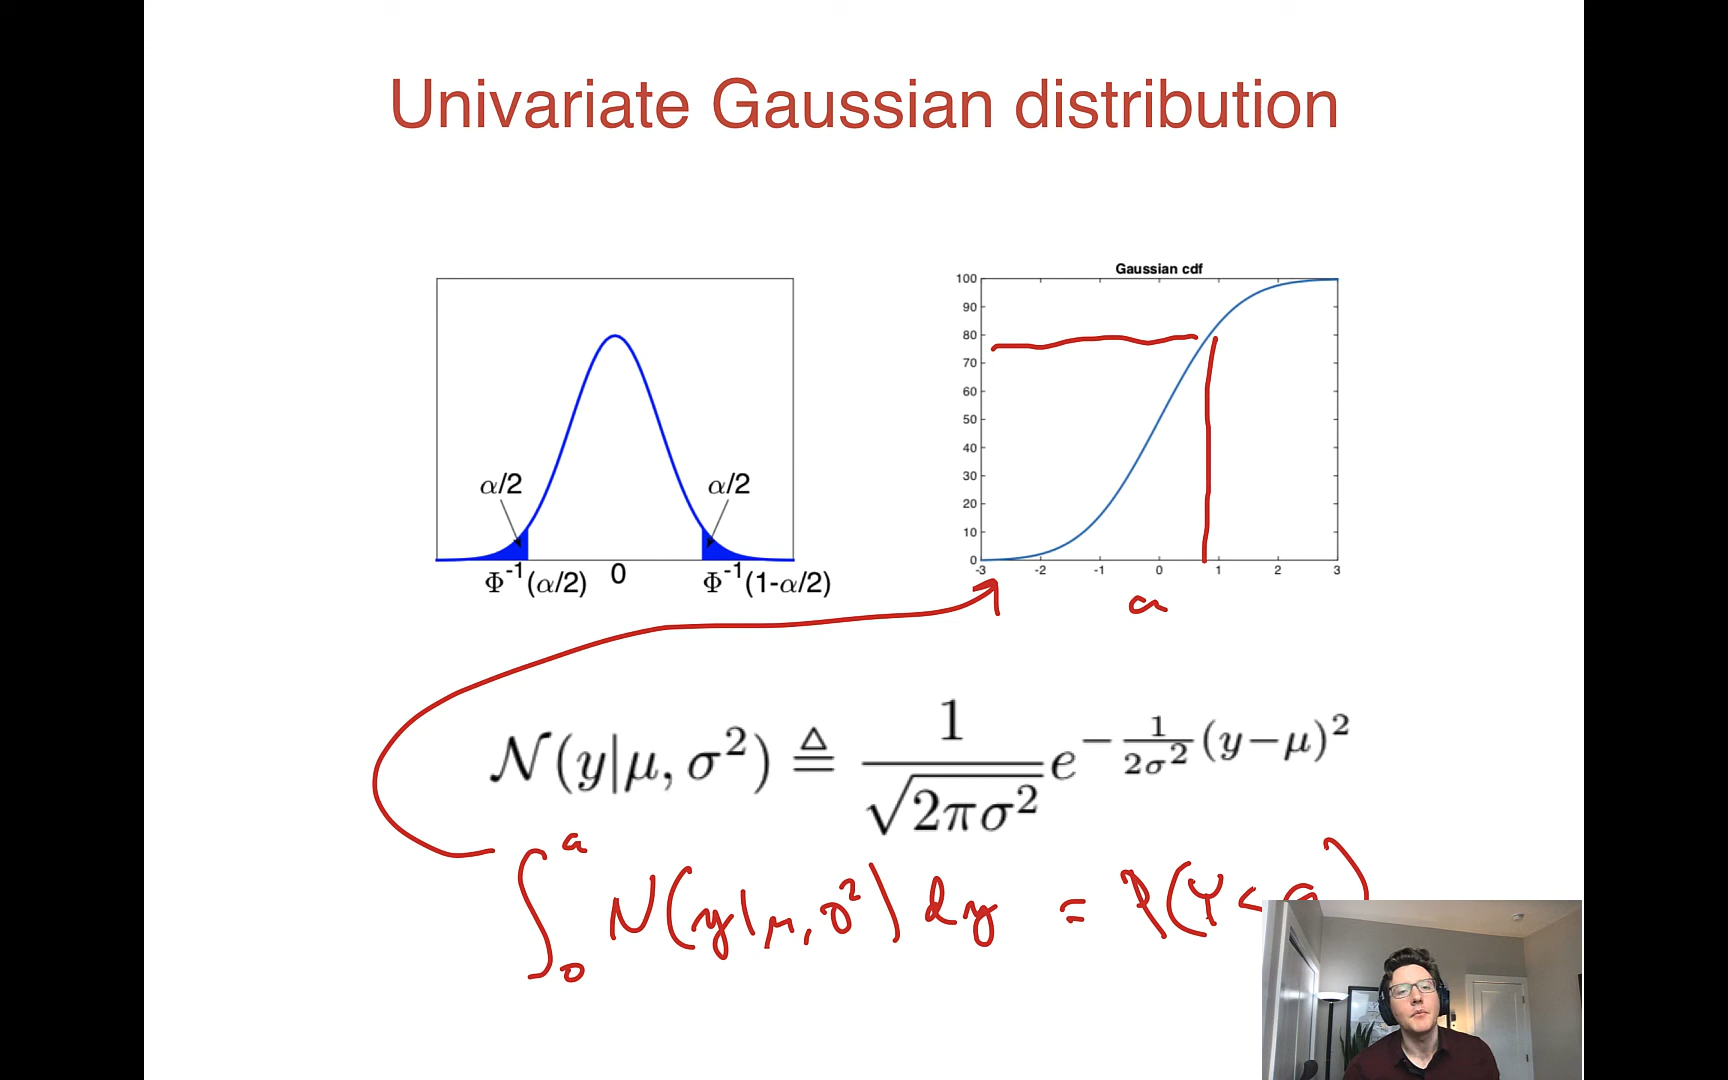 Univariate Gaussian distribution
α/2
α/2
Φ⁻¹(α/2)
0
Φ⁻¹(1-α/2)
Gaussian cdf
100
90
80
70
60
50
40
30
20
10
0
-3 -2 -1 0 1 2 3
a
𝒩(y|μ, σ²) ≜ 1/√(2πσ²) e^(−1/(2σ²) (y−μ)²)
∫₀ᵃ N(y|μ, σ²) dy = P(Y < a)